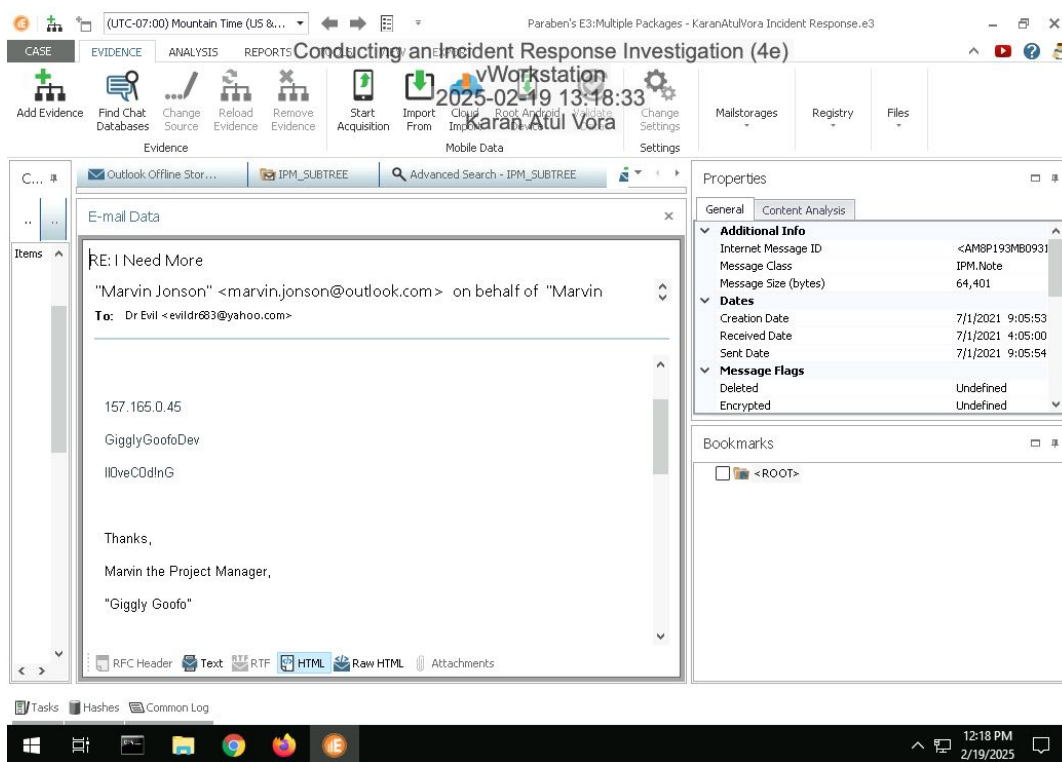 (UTC-07:00) Mountain Time (US &...
Paraben's E3:Multiple Packages - KaranAtulVora Incident Response.e3
CASE EVIDENCE ANALYSIS REPORTS
Conducting an Incident Response Investigation (4e)
vWorkstation
2025-02-19 13:18:33
Karan Atul Vora
Add Evidence
Find Chat Databases
Change Source
Reload Evidence
Remove Evidence
Start Acquisition
Import From
Cloud Import
Root Android Device
Change Settings
Mailstorages
Registry
Files
Evidence
Mobile Data
Settings
C...
Outlook Offline Stor...
IPM_SUBTREE
Advanced Search - IPM_SUBTREE
..
..
Items
E-mail Data
RE: I Need More
"Marvin Jonson" <marvin.jonson@outlook.com> on behalf of "Marvin
To: Dr Evil <evildr683@yahoo.com>
157.165.0.45
GigglyGoofoDev
Thanks,
Marvin the Project Manager,
"Giggly Goofo"
RFC Header
Text
RTF
HTML
Raw HTML
Attachments
Properties
General
Content Analysis
Additional Info
Internet Message ID <AM8P193MB0931
Message Class IPM.Note
Message Size (bytes) 64,401
Dates
Creation Date 7/1/2021 9:05:53
Received Date 7/1/2021 4:05:00
Sent Date 7/1/2021 9:05:54
Message Flags
Deleted Undefined
Encrypted Undefined
Bookmarks
<ROOT>
Tasks
Hashes
Common Log
12:18 PM
2/19/2025